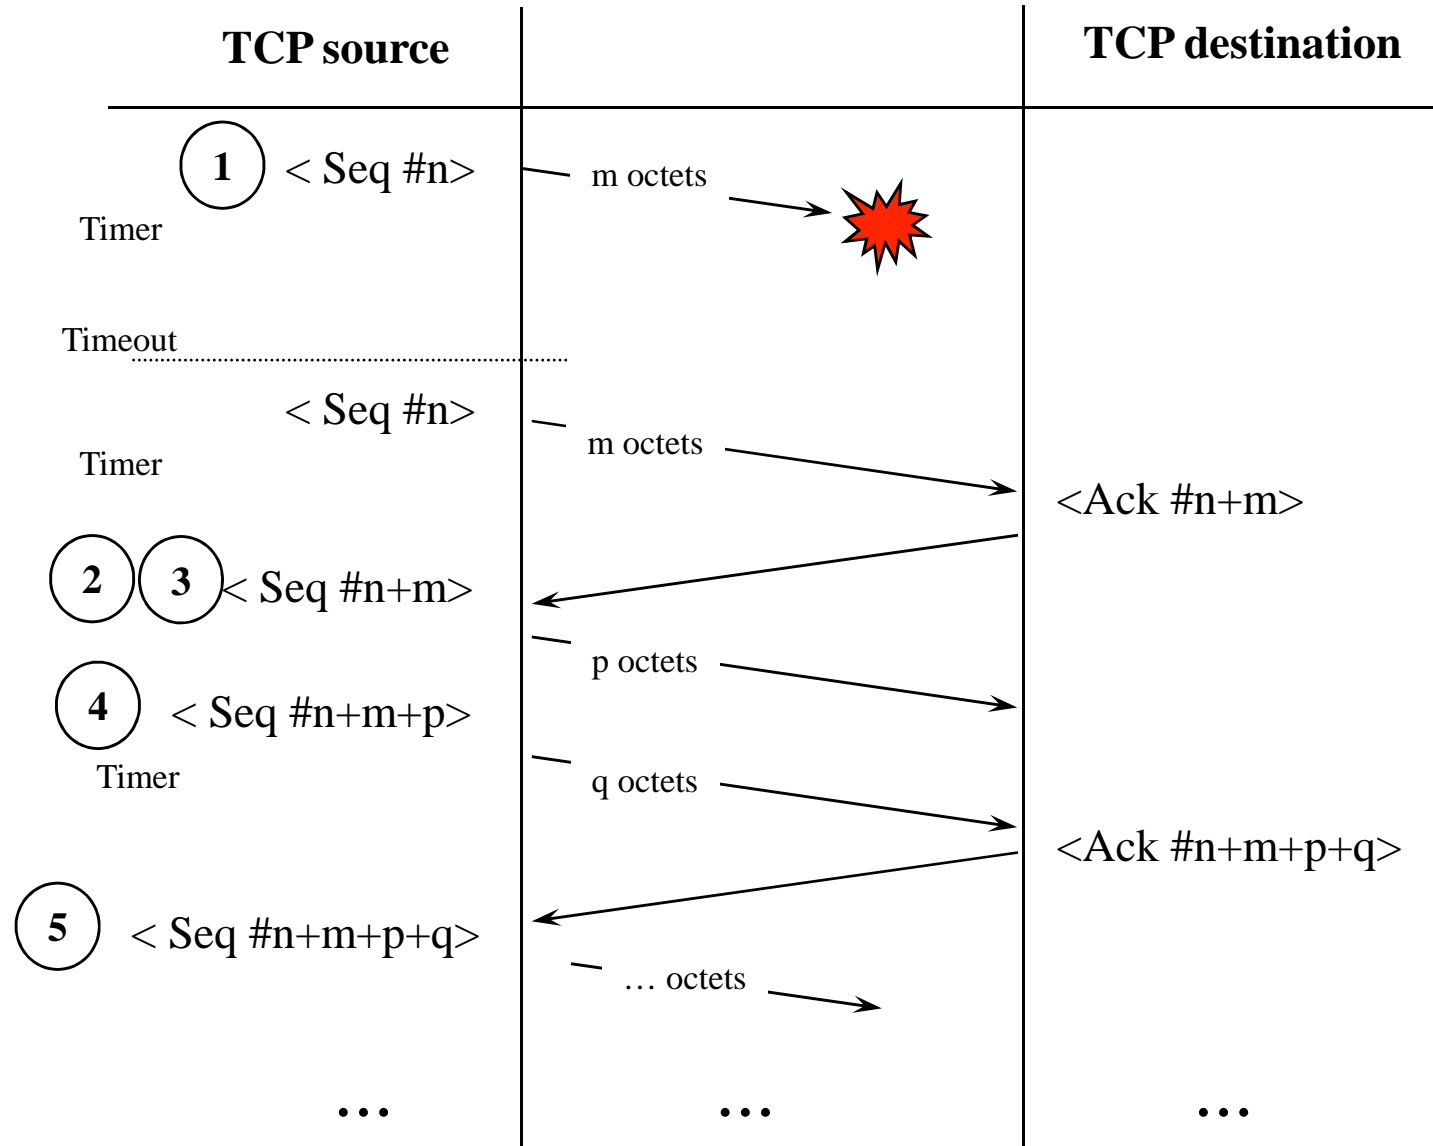 TCP source
TCP destination
1 < Seq #n>
m octets
Timer
Timeout
< Seq #n>
m octets
Timer
<Ack #n+m>
2 3 < Seq #n+m>
p octets
4 < Seq #n+m+p>
Timer
q octets
<Ack #n+m+p+q>
5 < Seq #n+m+p+q>
… octets
… … …